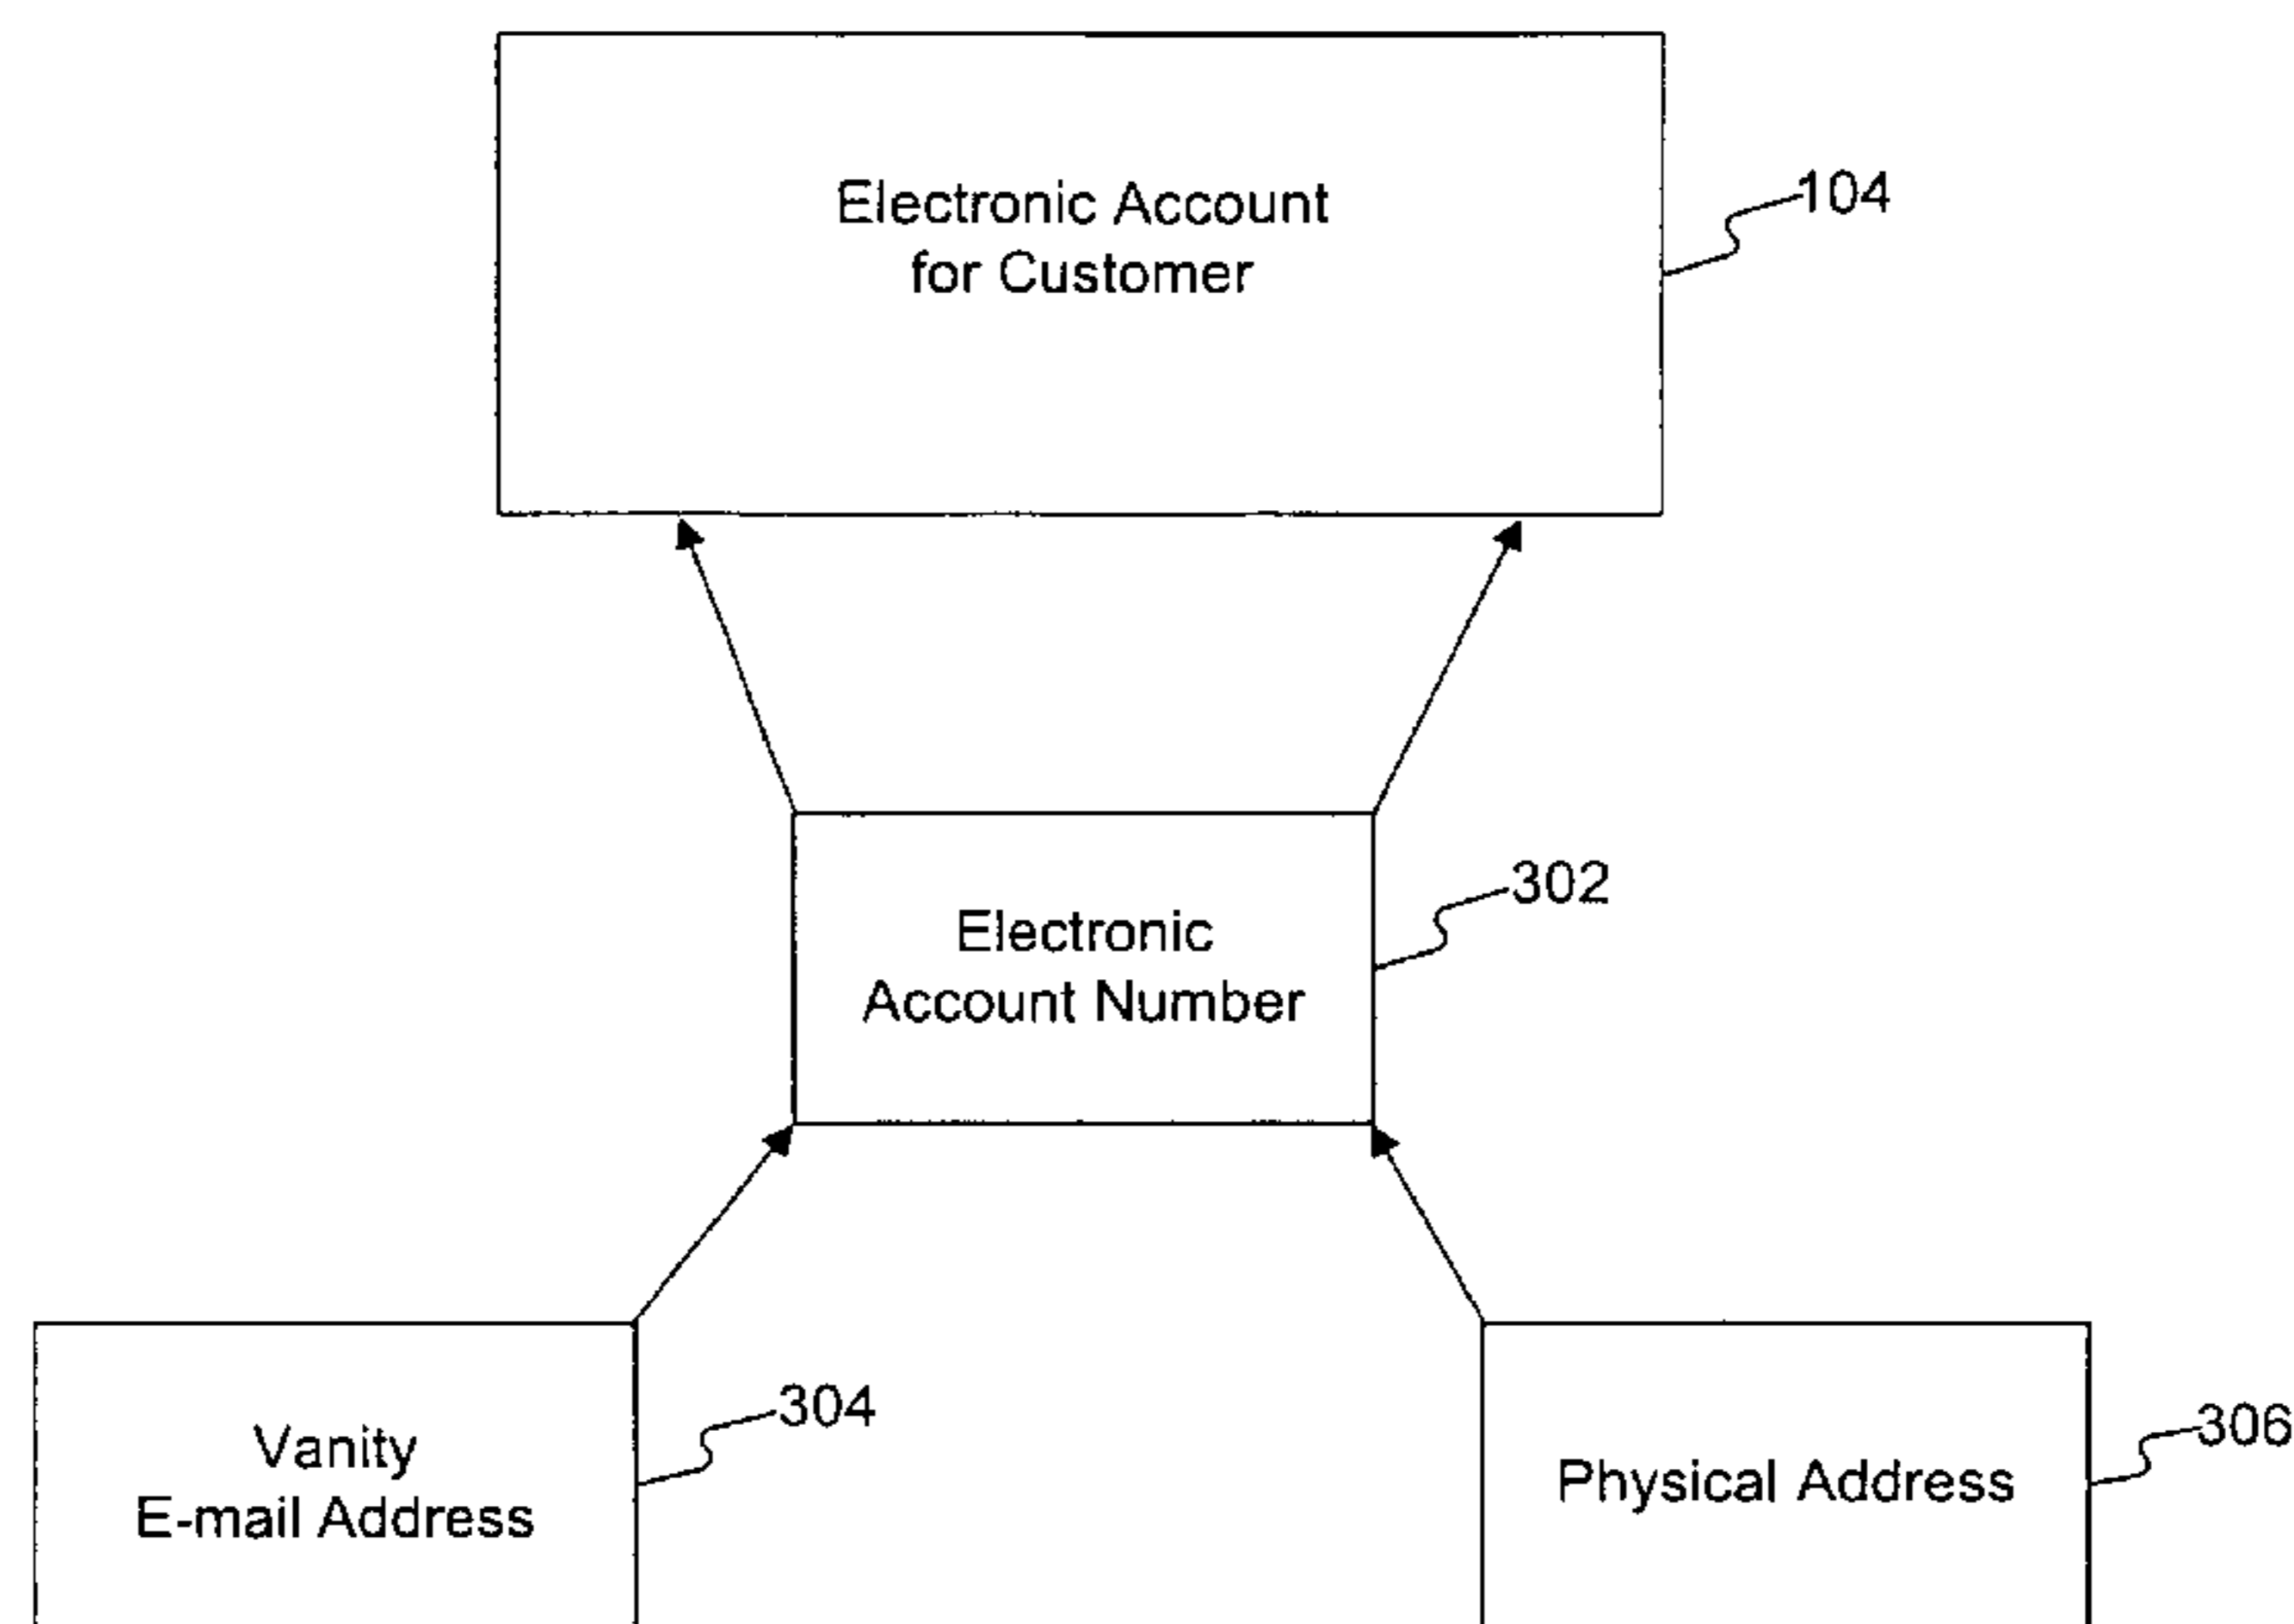 Electronic Account
for Customer
104
Electronic
Account Number
302
Vanity
E-mail Address
304
Physical Address
306